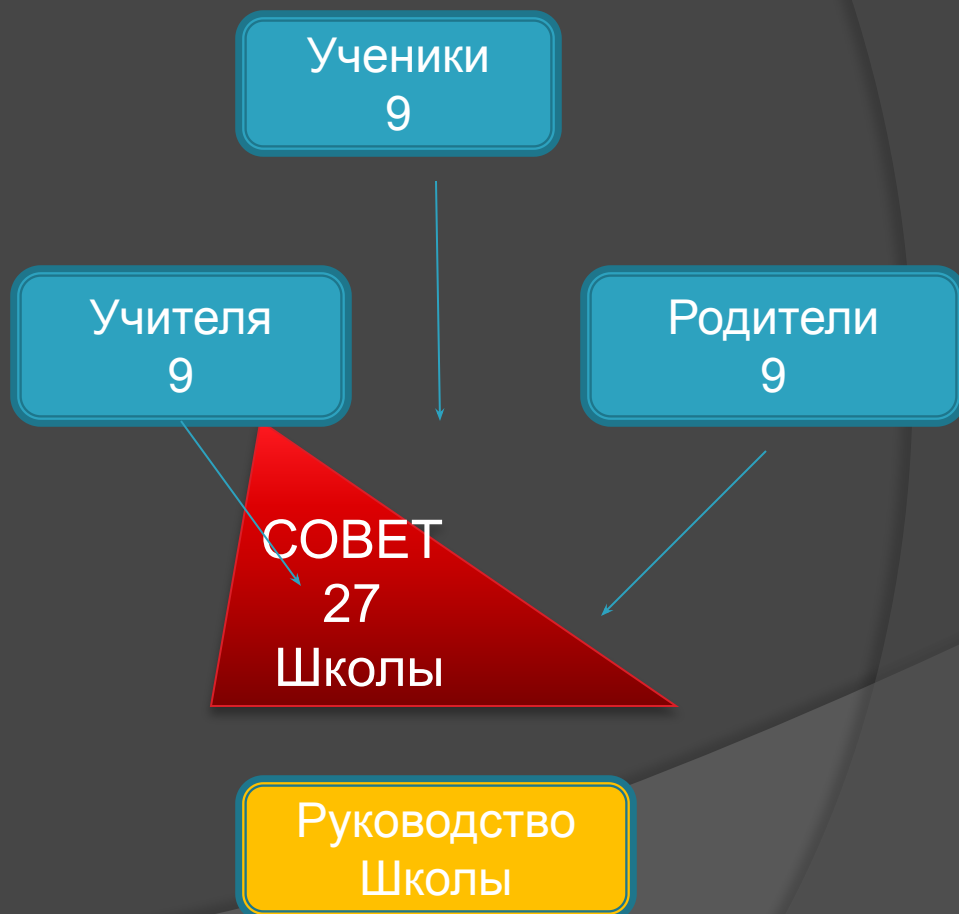 Ученики
9
Учителя
9
Родители
9
СОВЕТ
27
Школы
Руководство
Школы